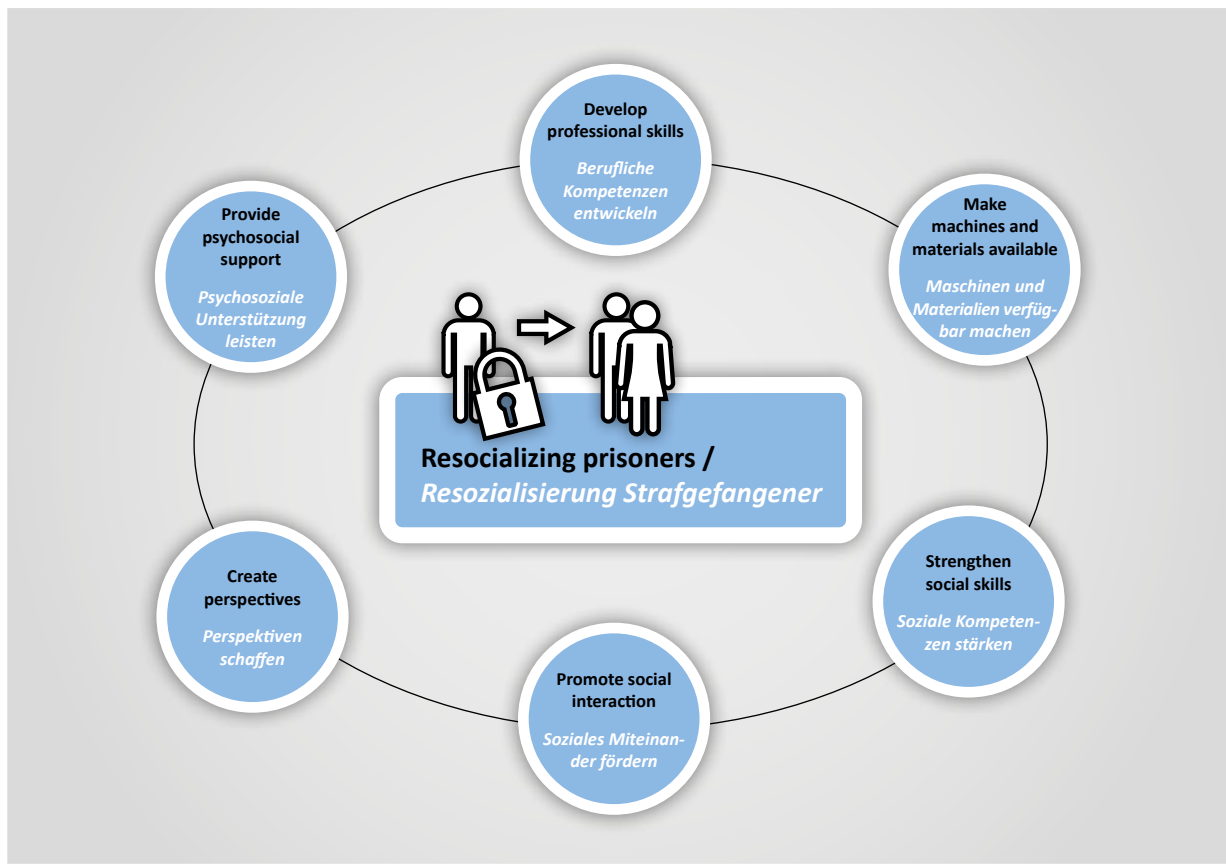 Develop
professional skills
Berufliche
Kompetenzen
entwickeln
Make
machines and
materials available
Maschinen und
Materialien verfüg-
bar machen
Strengthen
social skills
Soziale Kompeten-
zen stärken
Promote social
interaction
Soziales Miteinan-
der fördern
Create
perspectives
Perspektiven
schaffen
Provide
psychosocial
support
Psychosoziale
Unterstützung
leisten
Resocializing prisoners /
Resozialisierung Strafgefangener